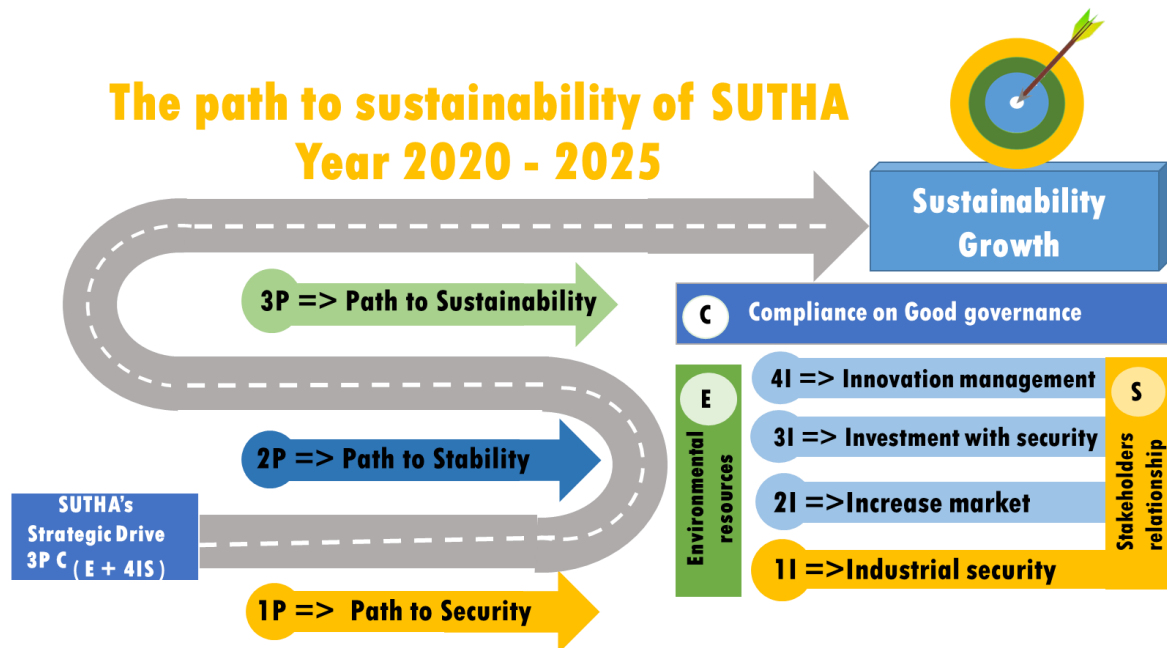 The path to sustainability of SUTHA
Year 2020 - 2025
Sustainability
Growth
3P => Path to Sustainability
C Compliance on Good governance
E
Environmental
resources
4I => Innovation management
3I => Investment with security
2I =>Increase market
1I =>Industrial security
S
Stakeholders
relationship
2P => Path to Stability
SUTHA's
Strategic Drive
3P C ( E + 4IS )
1P => Path to Security